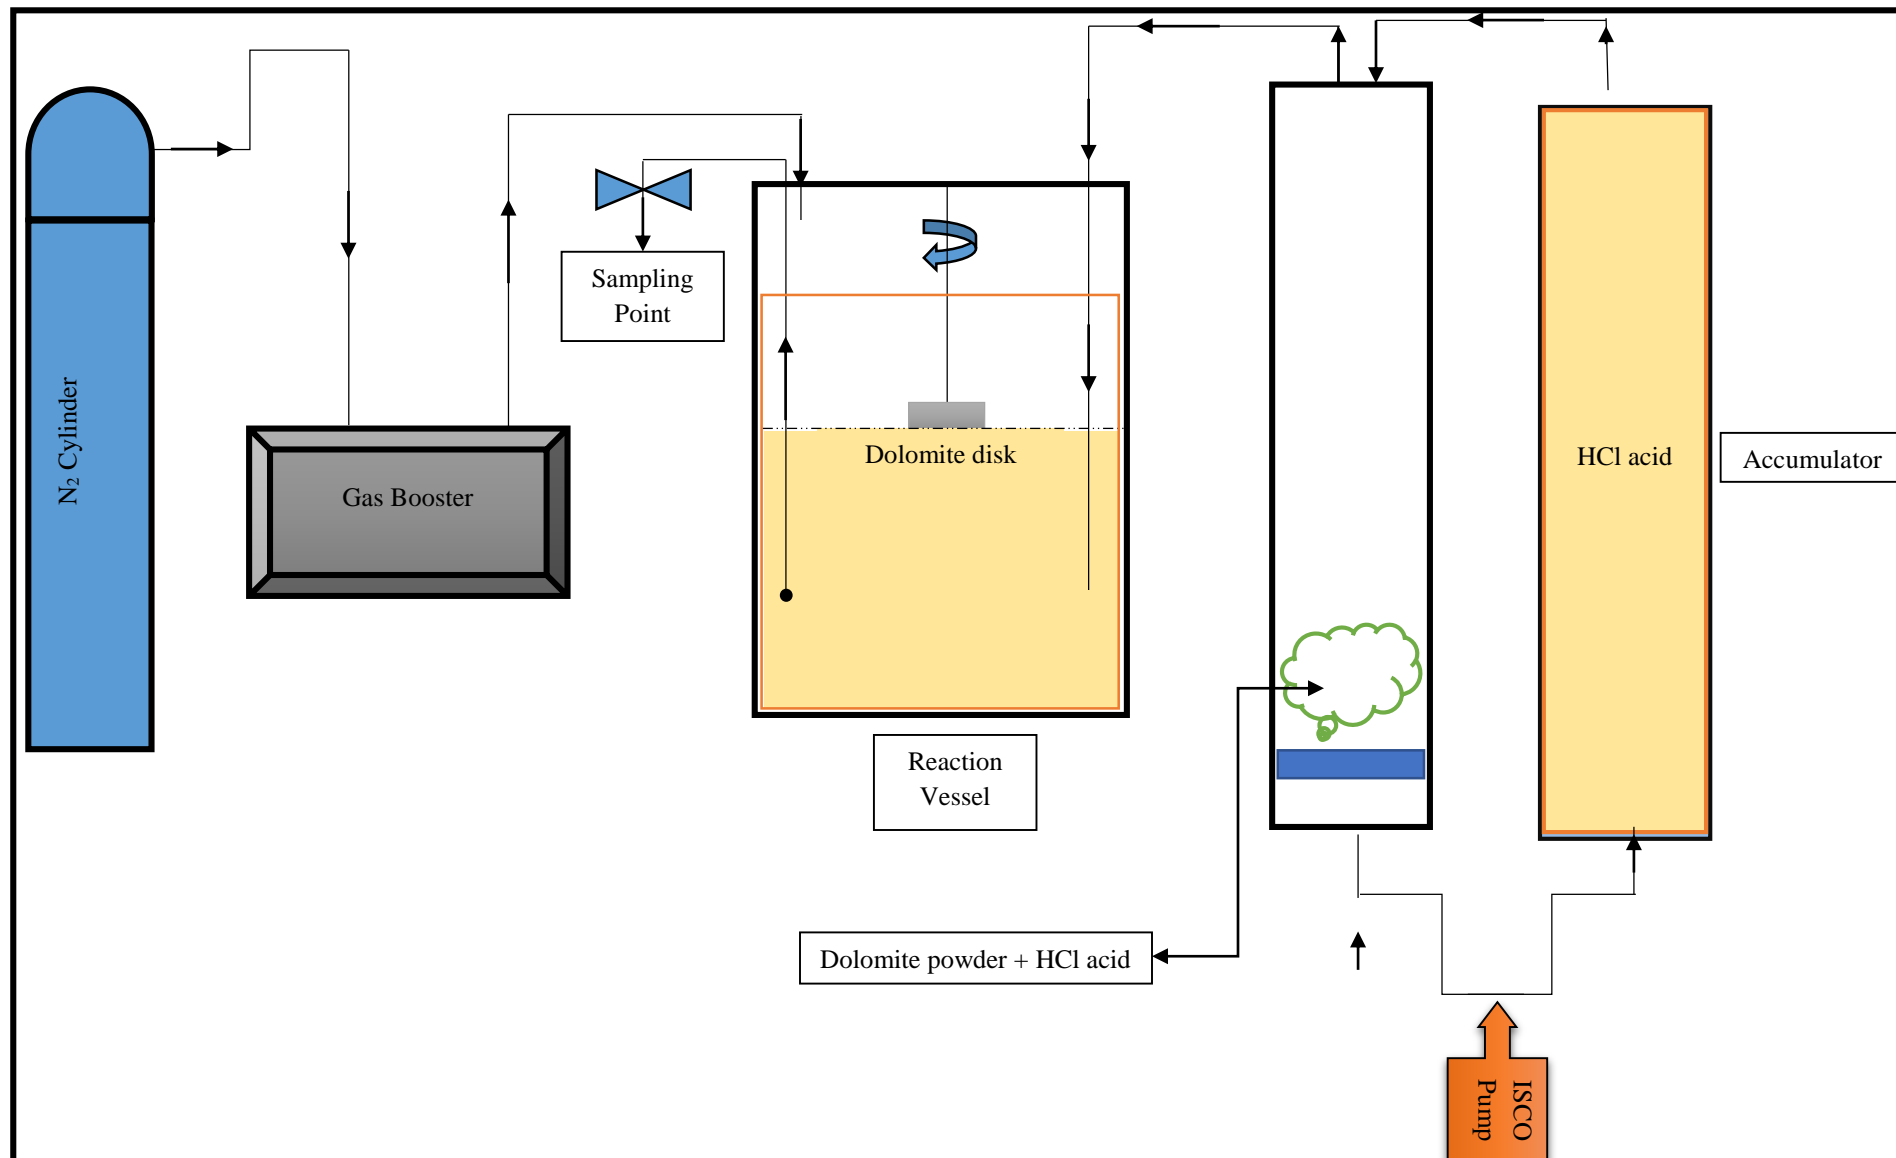 N₂ Cylinder
Gas Booster
Sampling
Point
Dolomite disk
Reaction
Vessel
Dolomite powder + HCl acid
HCl acid
Accumulator
ISCO
Pump